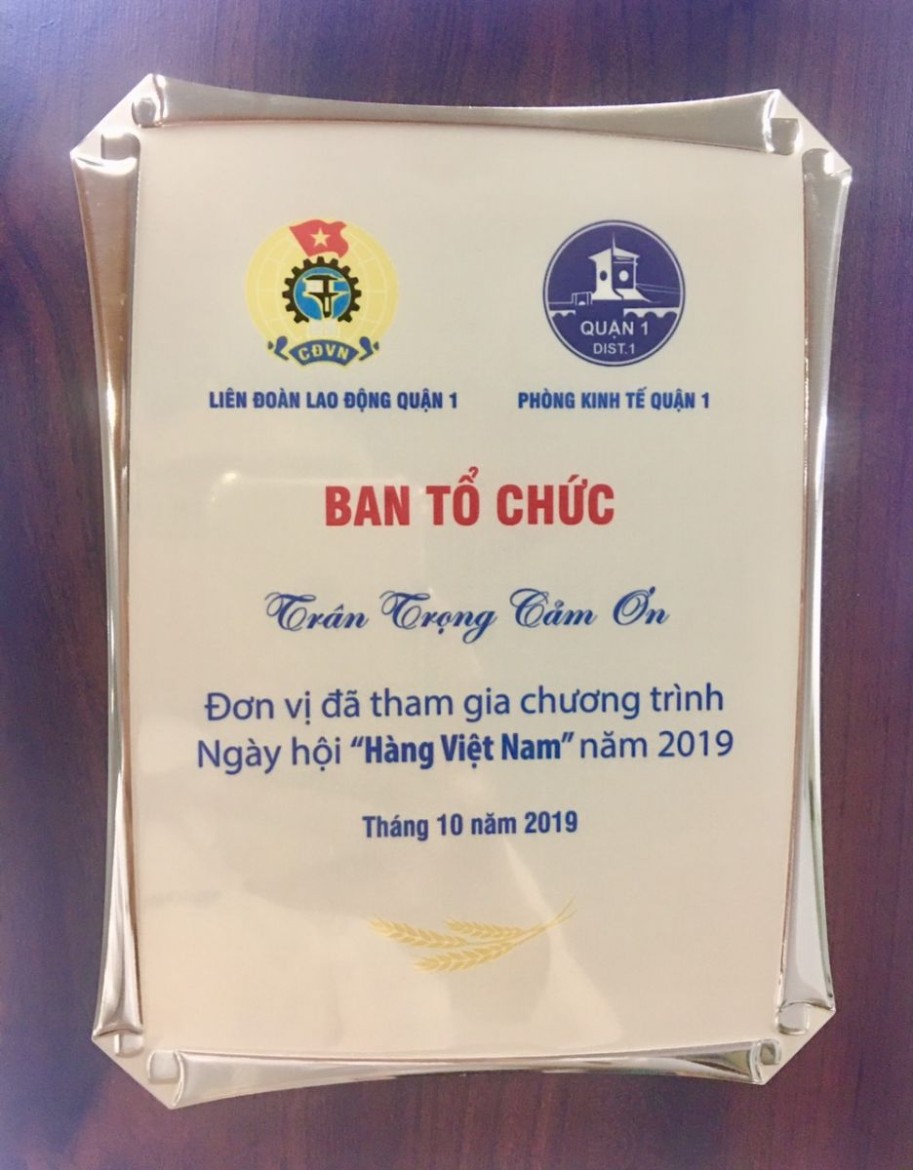 CĐVN
QUẬN 1
DIST.1
LIÊN ĐOÀN LAO ĐỘNG QUẬN 1
PHÒNG KINH TẾ QUẬN 1
BAN TỔ CHỨC
Trân Trọng Cảm Ơn
Đơn vị đã tham gia chương trình
Ngày hội “Hàng Việt Nam” năm 2019
Tháng 10 năm 2019